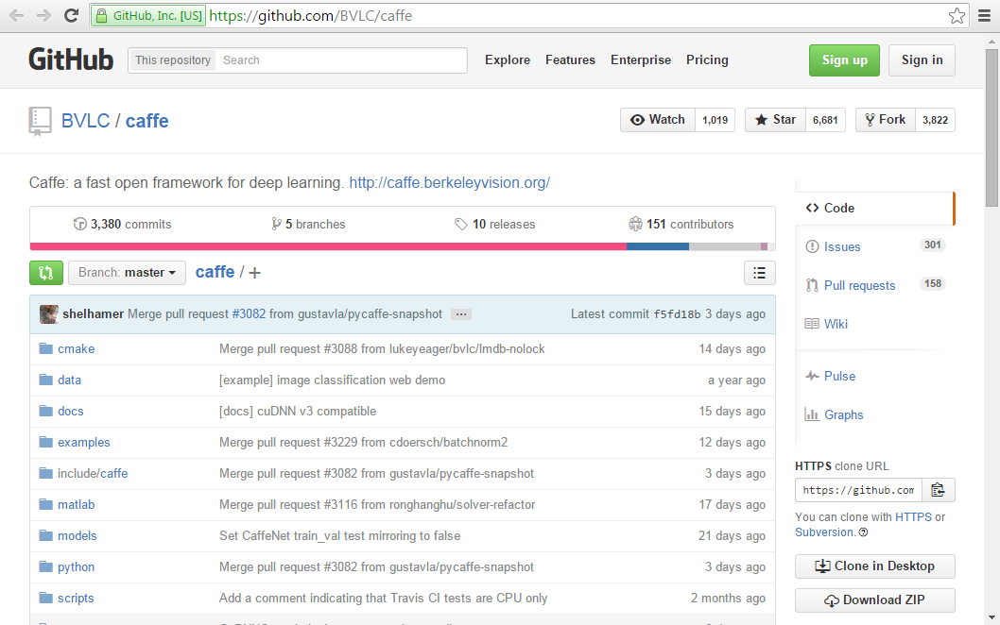 GitHub, Inc. [US] https://github.com/BVLC/caffe
GitHub This repository Search Explore Features Enterprise Pricing Sign up Sign in
BVLC / caffe Watch 1,019 Star 6,681 Fork 3,822
Caffe: a fast open framework for deep learning. http://caffe.berkeleyvision.org/
3,380 commits 5 branches 10 releases 151 contributors
Branch: master caffe / +
shelhamer Merge pull request #3082 from gustavla/pycaffe-snapshot ... Latest commit f5fd18b 3 days ago
cmake Merge pull request #3088 from lukeyeager/bvlc/lmdb-nolock 14 days ago
data [example] image classification web demo a year ago
docs [docs] cuDNN v3 compatible 15 days ago
examples Merge pull request #3229 from cdoersch/batchnorm2 12 days ago
include/caffe Merge pull request #3082 from gustavla/pycaffe-snapshot 3 days ago
matlab Merge pull request #3116 from ronghanghu/solver-refactor 17 days ago
models Set CaffeNet train_val test mirroring to false 21 days ago
python Merge pull request #3082 from gustavla/pycaffe-snapshot 3 days ago
scripts Add a comment indicating that Travis CI tests are CPU only 2 months ago
Code
Issues 301
Pull requests 158
Wiki
Pulse
Graphs
HTTPS clone URL
https://github.com
You can clone with HTTPS or
Subversion.
Clone in Desktop
Download ZIP